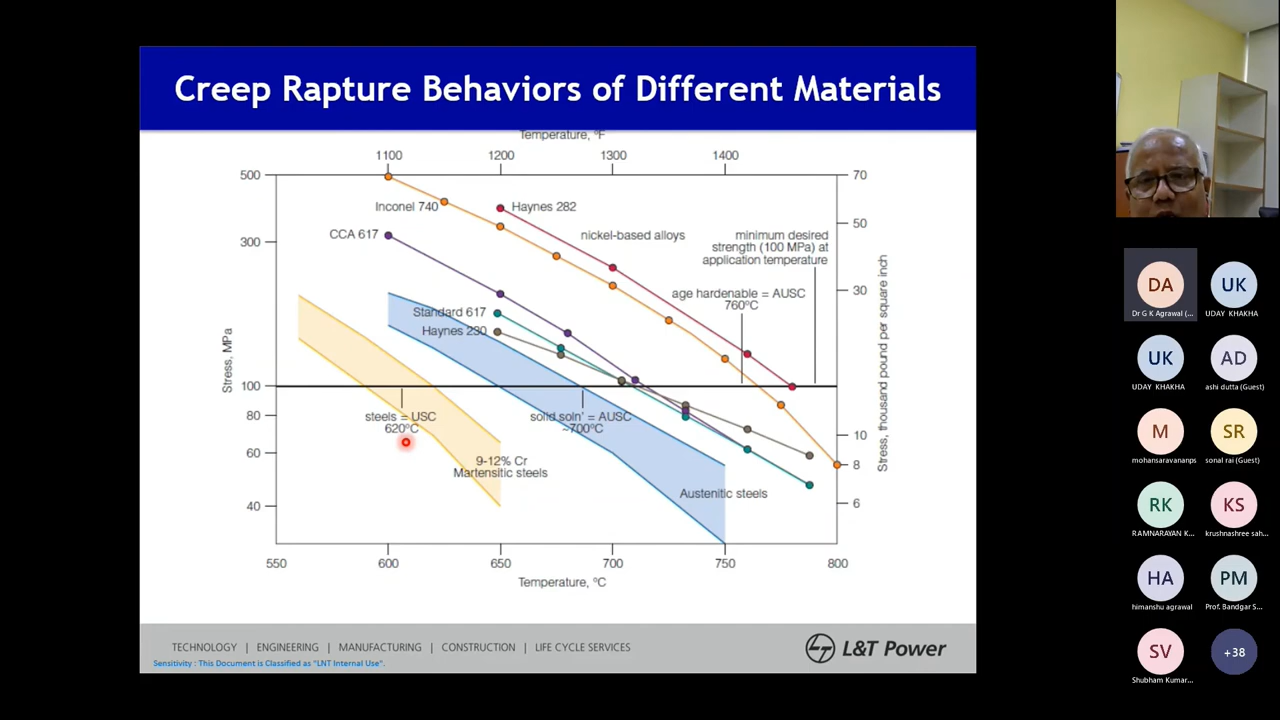 Creep Rapture Behaviors of Different Materials
Temperature, ºF
1100 1200 1300 1400
500 70
Inconel 740 Haynes 282
CCA 617 nickel-based alloys minimum desired
strength (100 MPa) at
application temperature
300 50
age hardenable = AUSC
760ºC
30
Standard 617
Haynes 230
Stress, MPa
Stress, thousand pound per square inch
100
steels = USC
620ºC
solid soln' = AUSC
~700ºC
80 10
60 8
9-12% Cr
Martensitic steels
Austenitic steels
40 6
550 600 650 700 750 800
Temperature, ºC
TECHNOLOGY | ENGINEERING | MANUFACTURING | CONSTRUCTION | LIFE CYCLE SERVICES
Sensitivity : This Document is Classified as "LNT Internal Use".
L&T Power
DA UK
Dr G K Agrawal (... UDAY KHAKHA
UK AD
UDAY KHAKHA ashi dutta (Guest)
M SR
mohansaravananps sonal rai (Guest)
RK KS
RAMNARAYAN K... krushnashree sah...
HA PM
himanshu agrawal Prof. Bandgar S...
SV +38
Shubham Kumar...